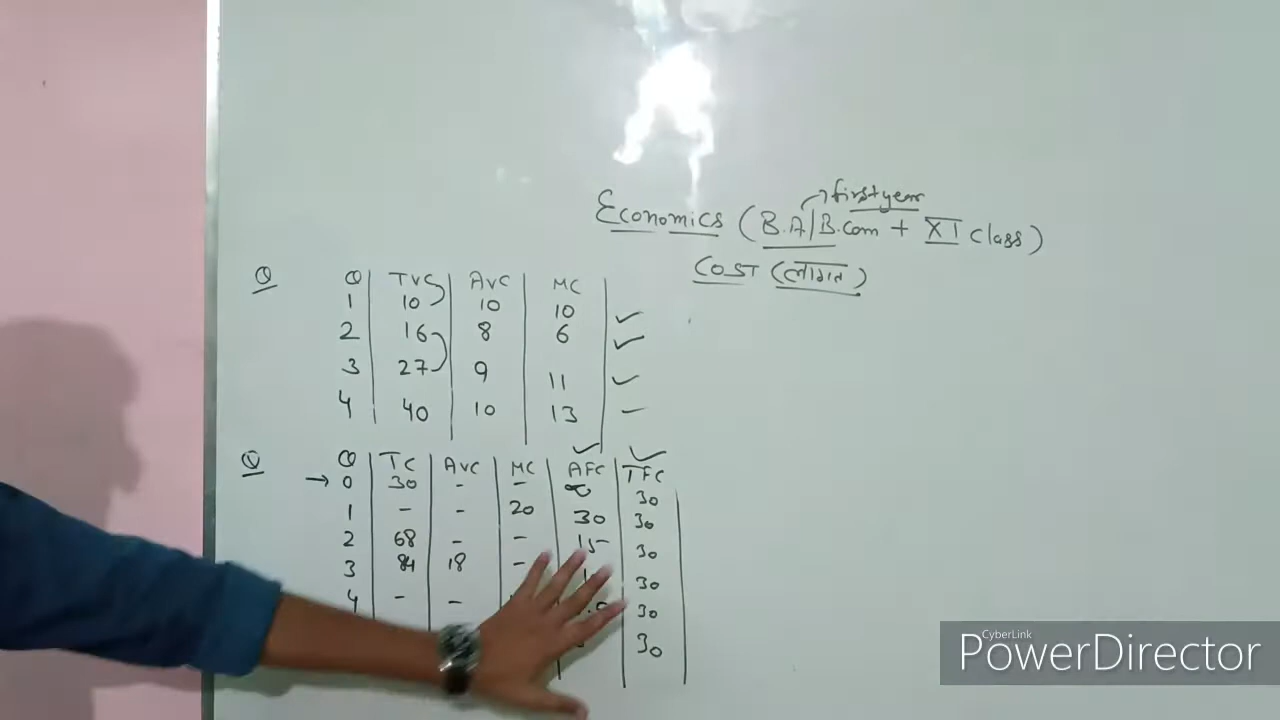 firstyear
Economics (B.A/B.Com + XI Class)
COST (लागत)
Q Q TVC AVC MC
1 10 10 10
2 16 8 6
3 27 9 11
4 40 10 13
Q Q TC AVC MC AFC TFC
0 30 - - ∞ 30
1 - - 20 30 30
2 68 - - 15 30
3 84 18 - 30
4 - - 30
30
CyberLink
PowerDirector